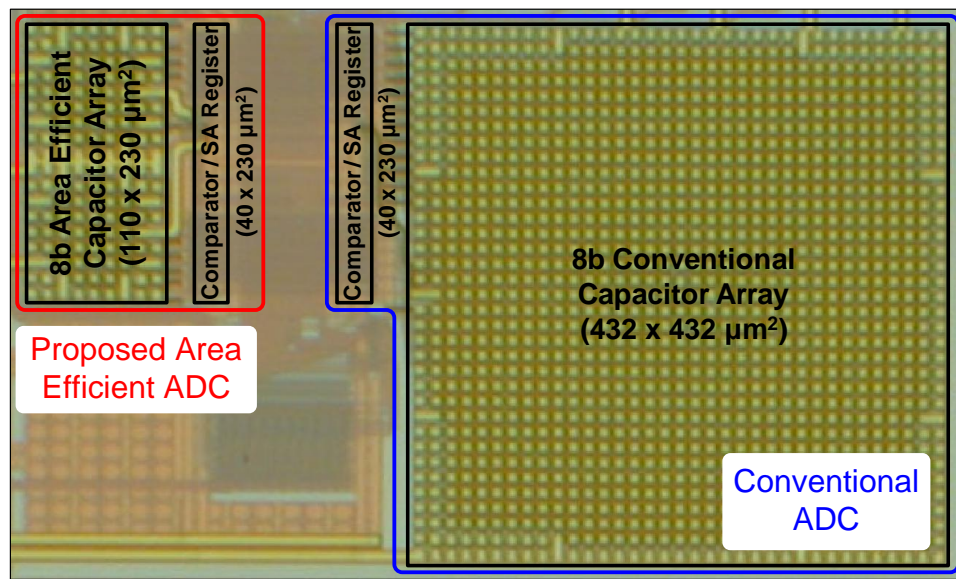 8b Area Efficient
Capacitor Array
(110 x 230 µm²)
Comparator / SA Register
(40 x 230 µm²)
Proposed Area
Efficient ADC
Comparator / SA Register
(40 x 230 µm²)
8b Conventional
Capacitor Array
(432 x 432 µm²)
Conventional
ADC